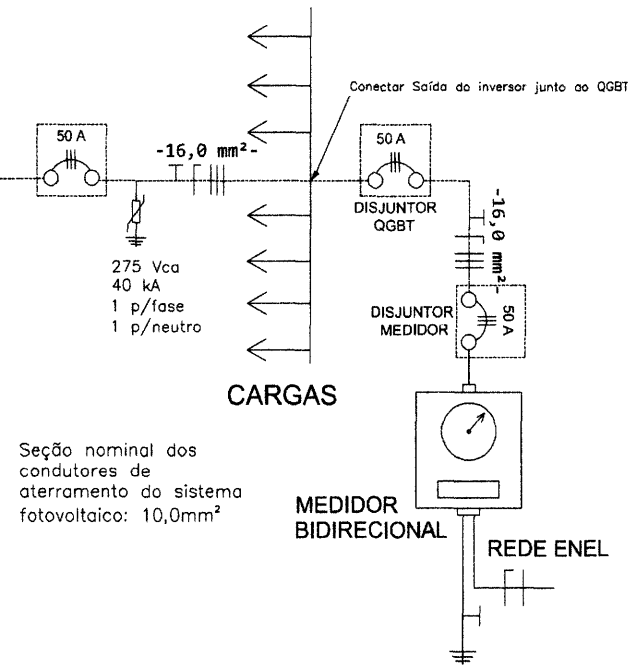 Conectar Saída do inversor junto ao QGBT
50 A
-16,0 mm²-
50 A
DISJUNTOR
QGBT
-16,0 mm²-
275 Vca
40 kA
1 p/fase
1 p/neutro
DISJUNTOR
MEDIDOR
50 A
CARGAS
Seção nominal dos
condutores de
aterramento do sistema
fotovoltaico: 10,0mm²
MEDIDOR
BIDIRECIONAL
REDE ENEL